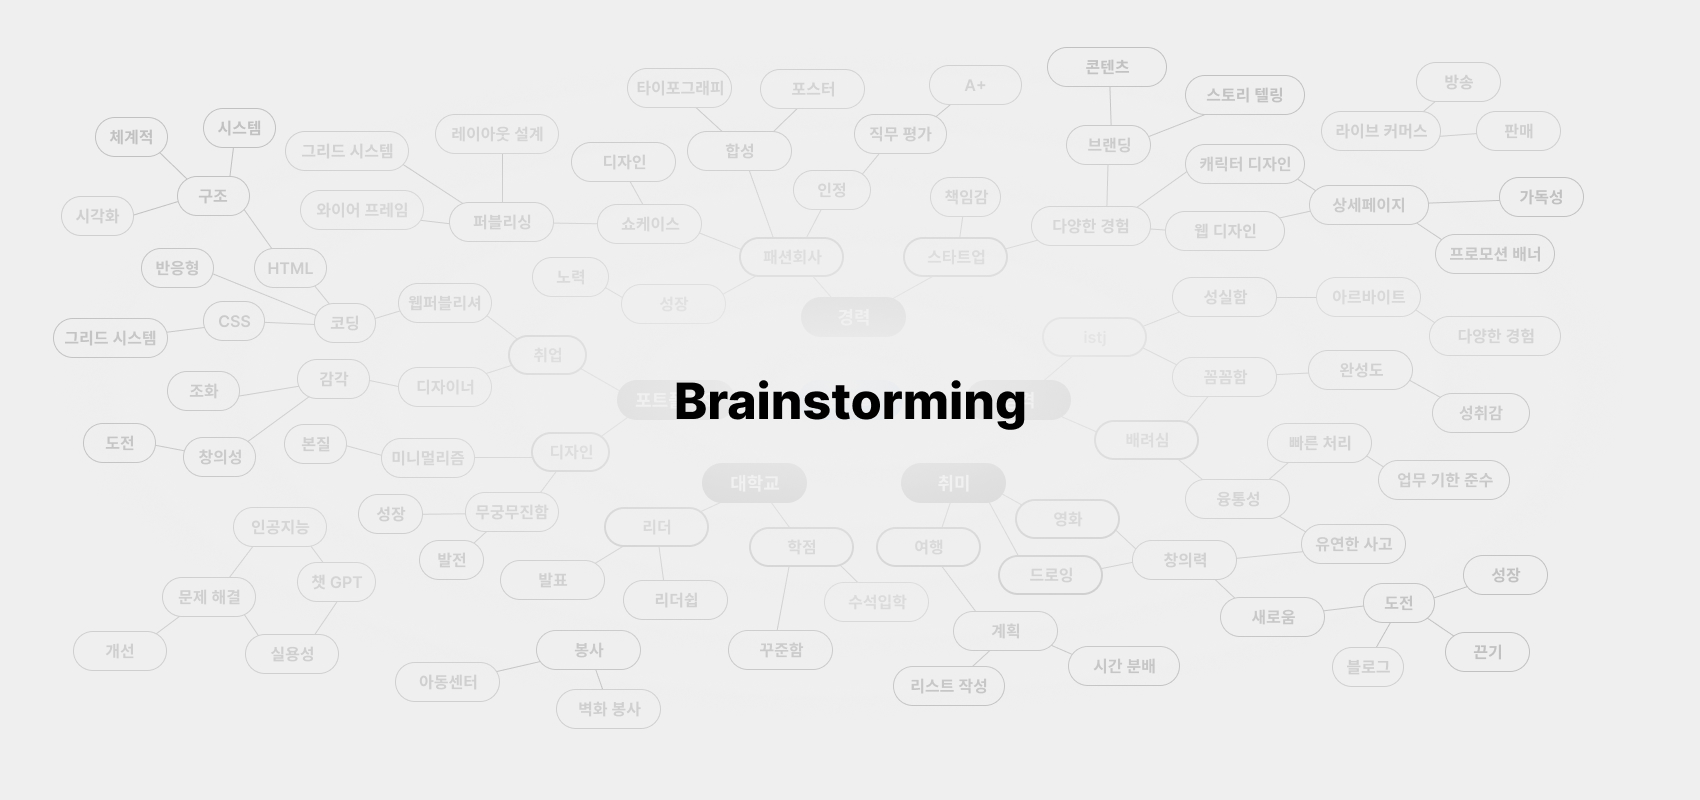 콘텐츠
방송
타이포그래피
포스터
A+
스토리 텔링
체계적
시스템
레이아웃 설계
직무 평가
라이브 커머스
판매
그리드 시스템
합성
브랜딩
디자인
캐릭터 디자인
구조
인정
책임감
가독성
시각화
와이어 프레임
퍼블리싱
쇼케이스
다양한 경험
웹 디자인
상세페이지
패션회사
스타트업
프로모션 배너
반응형
HTML
노력
성장
웹퍼블리셔
성실함
아르바이트
CSS
코딩
경력
istj
다양한 경험
그리드 시스템
취업
감각
디자이너
꼼꼼함
완성도
조화
Brainstorming
성취감
도전
창의성
본질
미니멀리즘
디자인
배려심
빠른 처리
대학교
취미
업무 기한 준수
성장
무궁무진함
융통성
인공지능
리더
영화
발전
학점
여행
유연한 사고
챗 GPT
발표
드로잉
창의력
성장
문제 해결
리더쉽
수석입학
새로움
도전
개선
실용성
봉사
꾸준함
계획
끈기
아동센터
리스트 작성
시간 분배
블로그
벽화 봉사